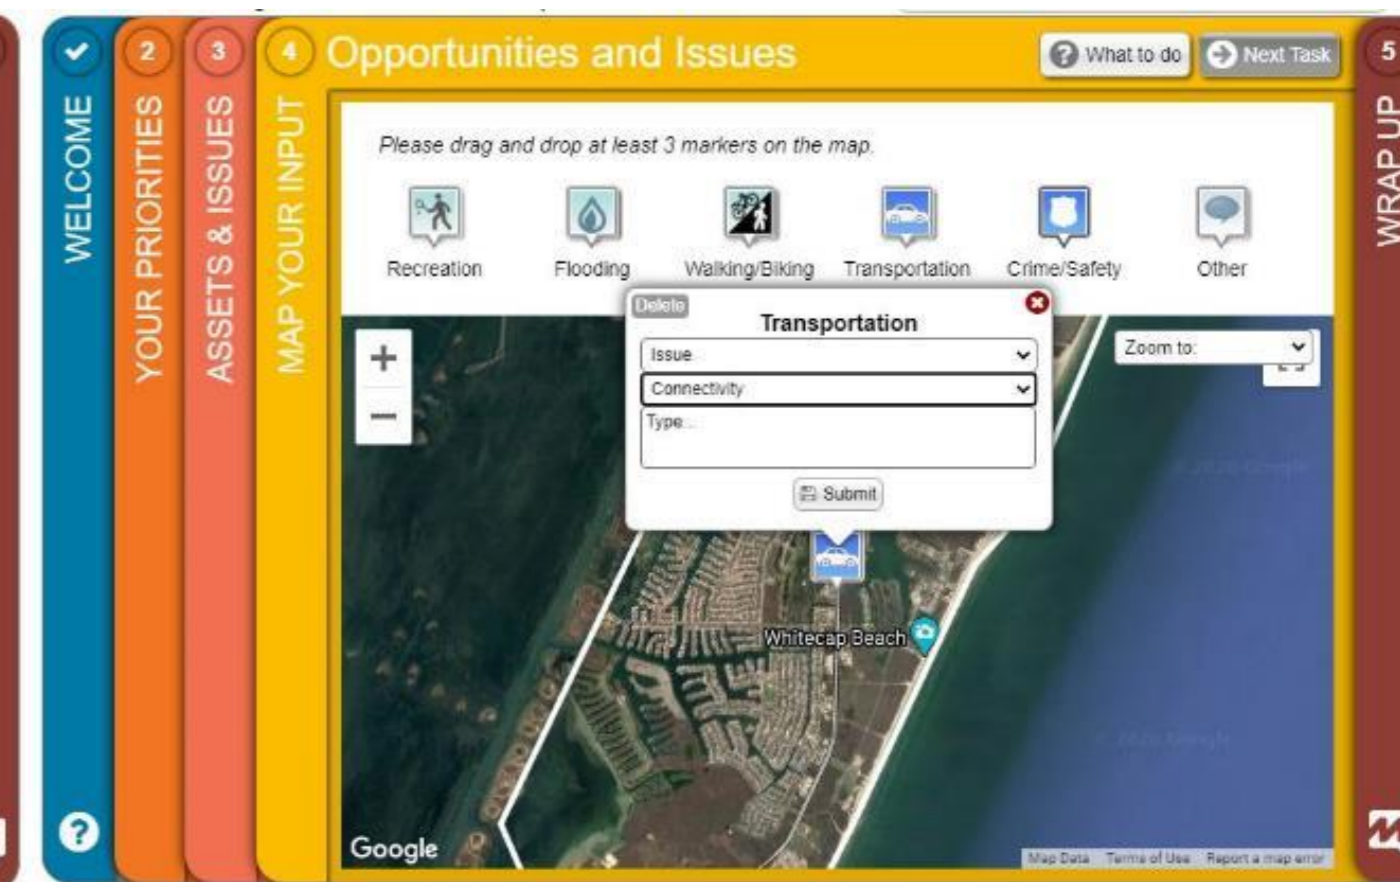 WELCOME
2
YOUR PRIORITIES
3
ASSETS & ISSUES
4
MAP YOUR INPUT
Opportunities and Issues
? What to do
Next Task
5
WRAP UP
Please drag and drop at least 3 markers on the map.
Recreation
Flooding
Walking/Biking
Transportation
Crime/Safety
Other
Delete
Transportation
Issue
Connectivity
Type...
Submit
+
−
Zoom to:
Whitecap Beach
?
Google
Map Data
Terms of Use
Report a map error